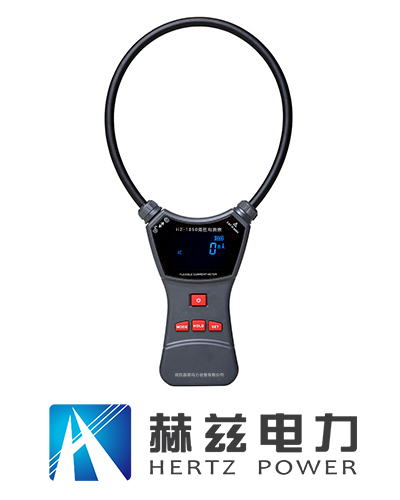 HZ-1050柔性电流表
0mA
FLEXIBLE CURRENT METER
MODE HOLD SET
赫兹电力
HERTZ POWER